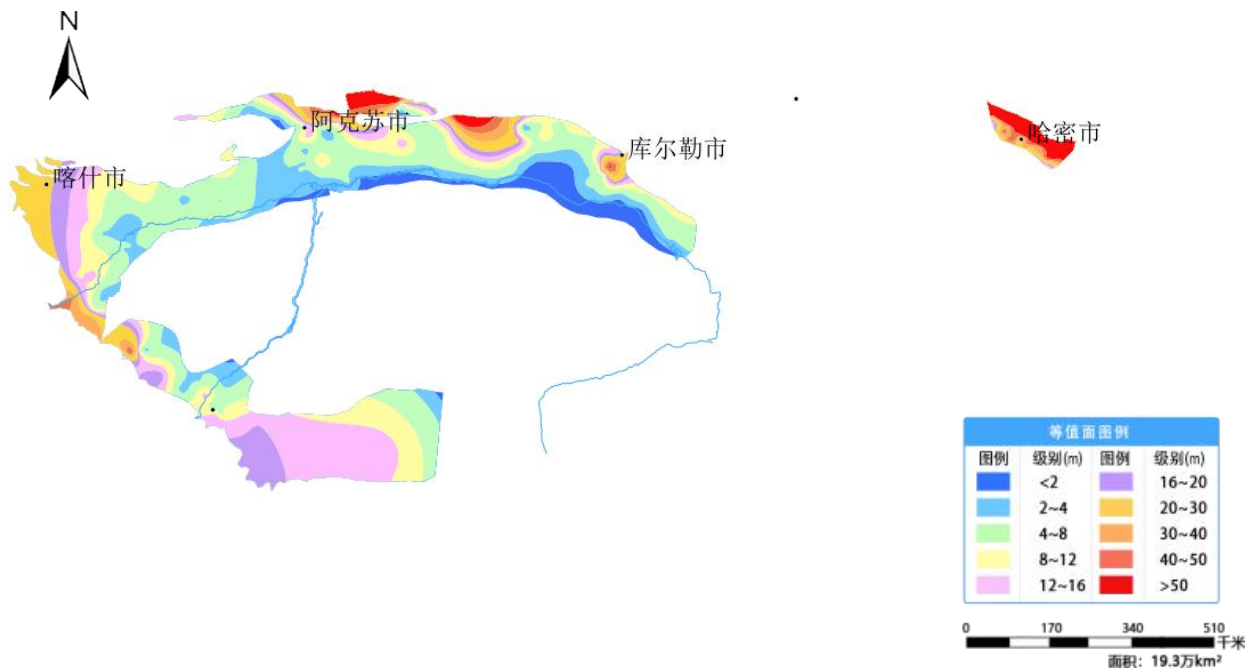 N
阿克苏市
哈密市
库尔勒市
喀什市
等值面图例
图例 级别(m) 图例 级别(m)
<2 16~20
2~4 20~30
4~8 30~40
8~12 40~50
12~16 >50
0 170 340 510
千米
面积：19.3万km²